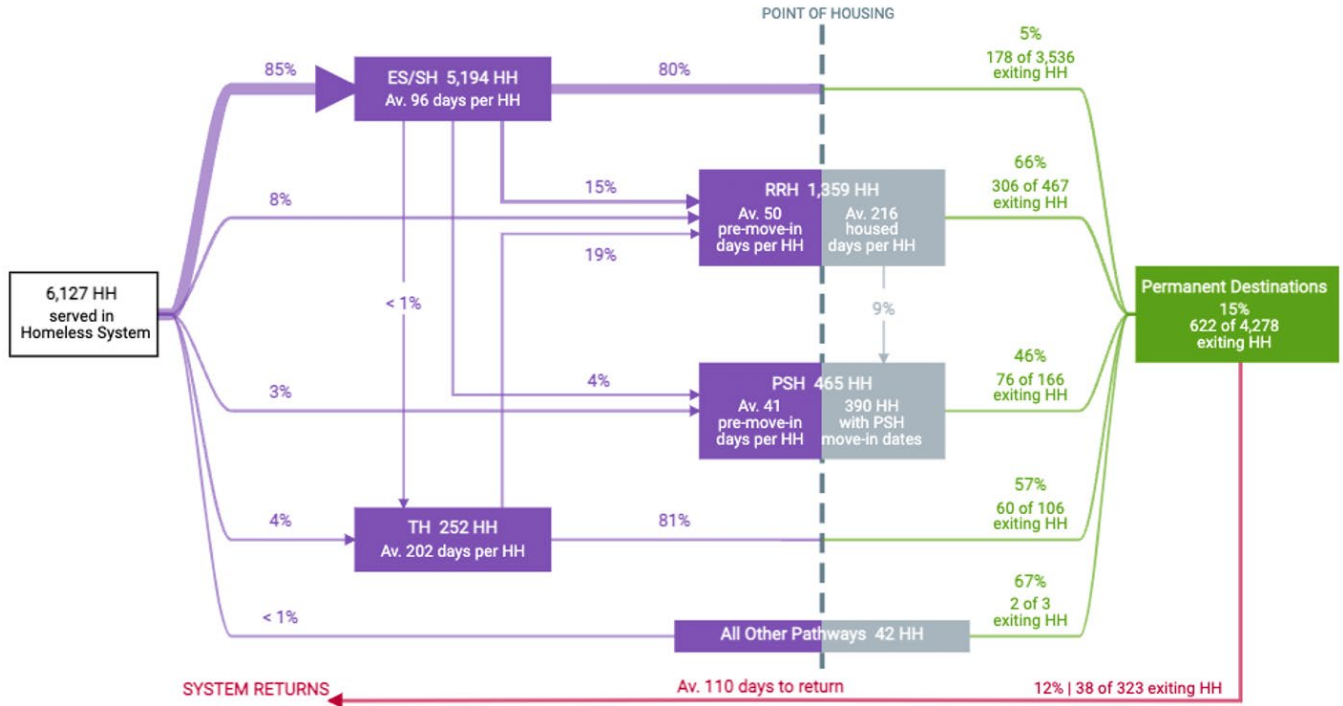 POINT OF HOUSING
85%
ES/SH 5,194 HH
Av. 96 days per HH
80%
5%
178 of 3,536
exiting HH
8%
15%
19%
RRH 1,359 HH
Av. 50
pre-move-in
days per HH
Av. 216
housed
days per HH
66%
306 of 467
exiting HH
6,127 HH
served in
Homeless System
< 1%
9%
Permanent Destinations
15%
622 of 4,278
exiting HH
3%
4%
PSH 465 HH
Av. 41
pre-move-in
days per HH
390 HH
with PSH
move-in dates
46%
76 of 166
exiting HH
4%
TH 252 HH
Av. 202 days per HH
81%
57%
60 of 106
exiting HH
< 1%
All Other Pathways 42 HH
67%
2 of 3
exiting HH
SYSTEM RETURNS
Av. 110 days to return
12% | 38 of 323 exiting HH